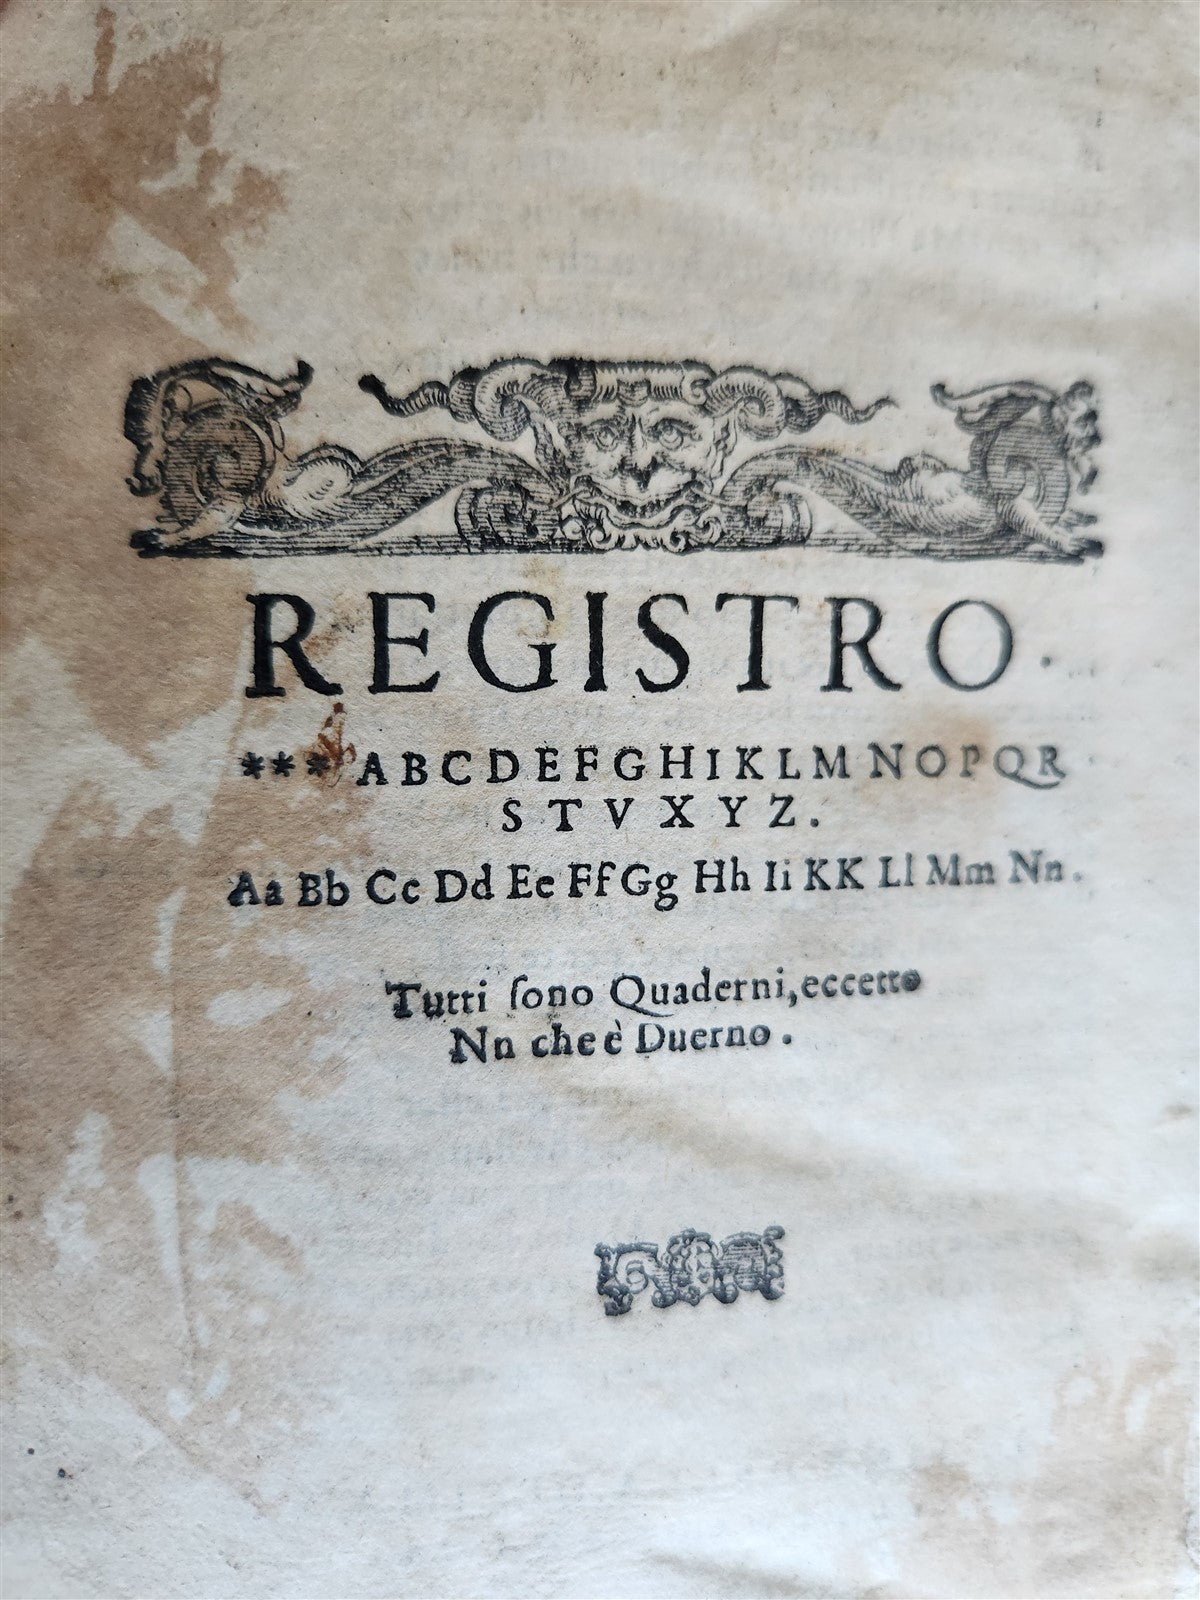 REGISTRO.
*** A B C D E F G H I K L M N O P Q R
S T V X Y Z.
Aa Bb Cc Dd Ee Ff Gg Hh Ii KK Ll Mm Nn.
Tutti ſono Quaderni, eccetto
Nn che è Duerno.